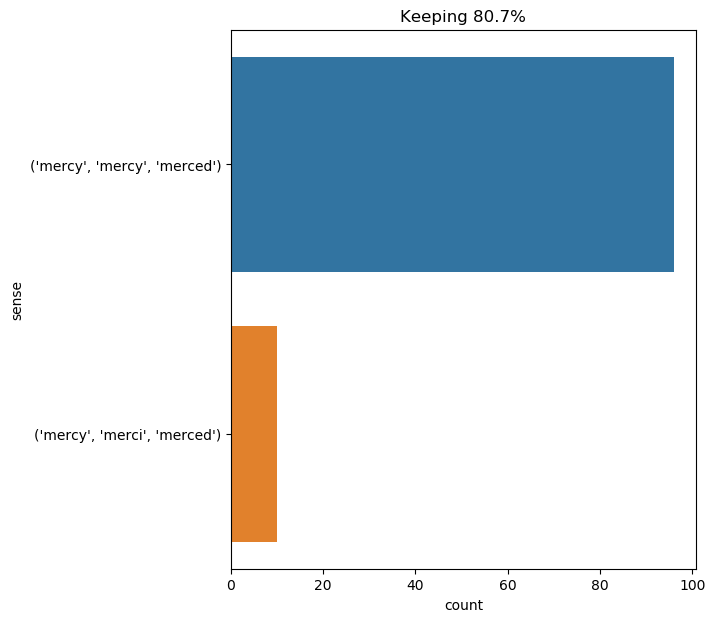 Keeping 80.7%
('mercy', 'mercy', 'merced')
sense
('mercy', 'merci', 'merced')
0 20 40 60 80 100
count